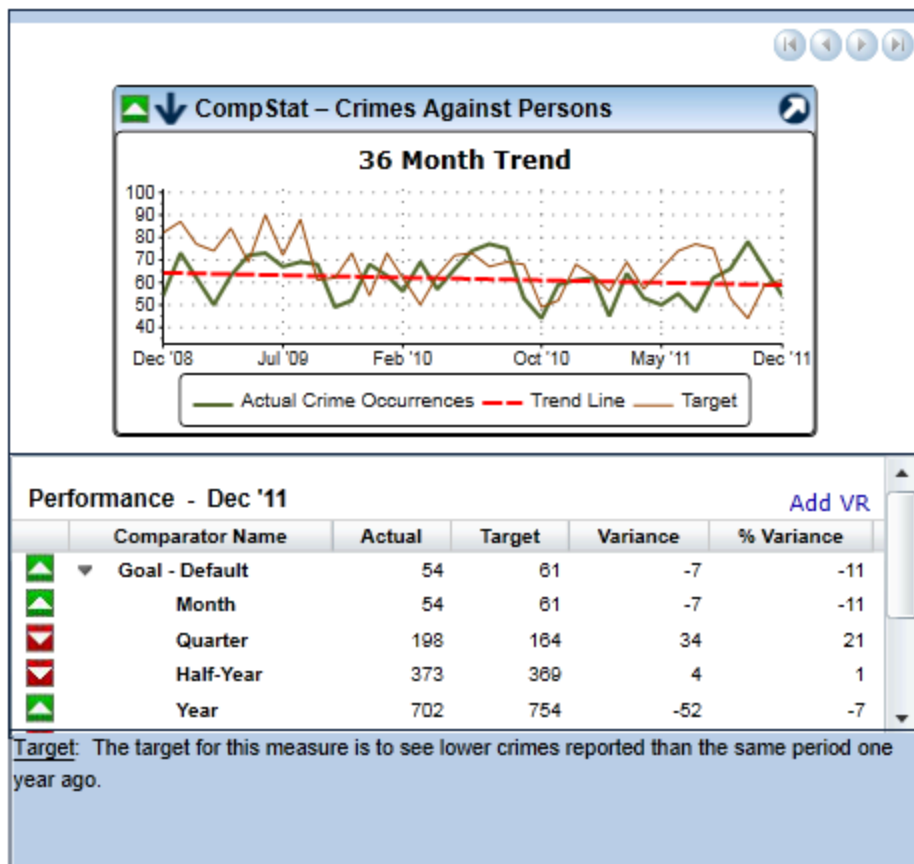 CompStat – Crimes Against Persons
36 Month Trend
100
90
80
70
60
50
40
Dec '08 Jul '09 Feb '10 Oct '10 May '11 Dec '11
Actual Crime Occurrences Trend Line Target
Performance - Dec '11
Add VR
Comparator Name Actual Target Variance % Variance
Goal - Default 54 61 -7 -11
Month 54 61 -7 -11
Quarter 198 164 34 21
Half-Year 373 369 4 1
Year 702 754 -52 -7
Target: The target for this measure is to see lower crimes reported than the same period one
year ago.